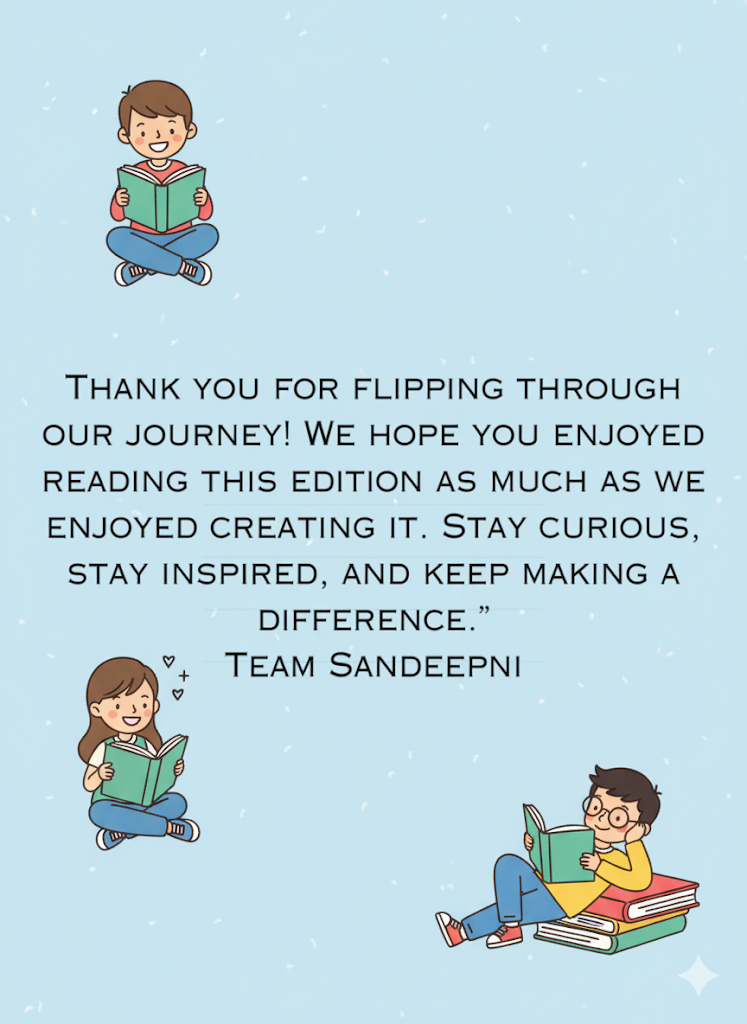 Thank you for flipping through
our journey! We hope you enjoyed
reading this edition as much as we
enjoyed creating it. Stay curious,
stay inspired, and keep making a
difference.”
Team Sandeepni